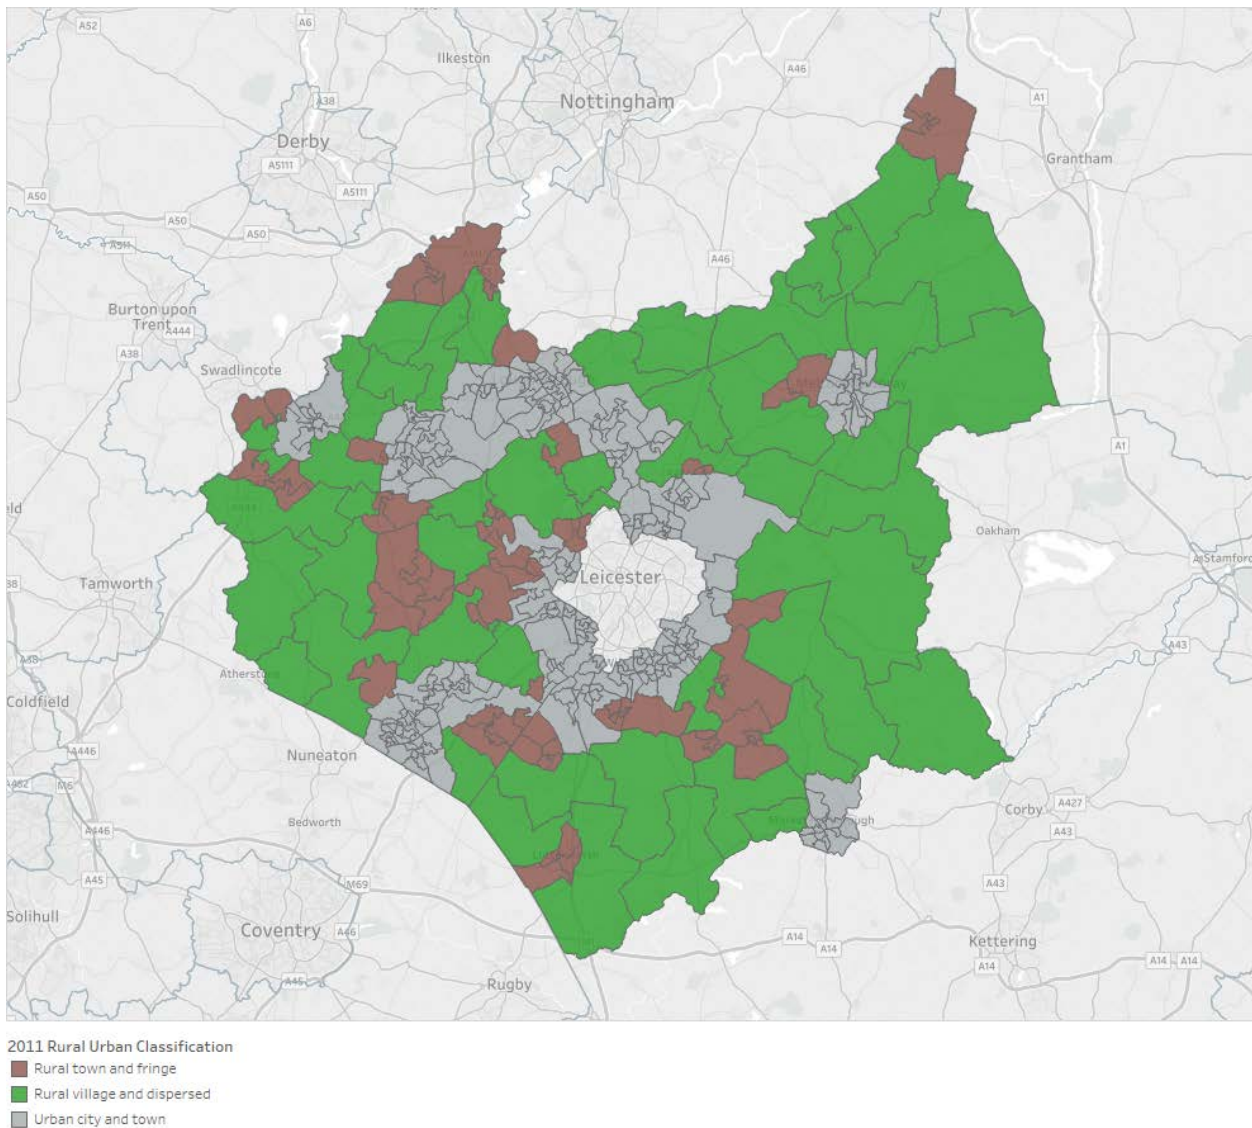 A52
A6
Ilkeston
A46
Nottingham
A38
A1
Derby
Grantham
A5111
A5111
A50
A50
A50
A511
A46
Burton upon
Trent
A444
A38
Swadlincote
A1
Oakham
Stamford
Leicester
Tamworth
A43
Atherstone
Coldfield
A446
Nuneaton
M6
Corby
A427
Bedworth
A446
A43
A45
M69
A43
Solihull
Coventry
A46
A14
A14
Kettering
A14
A14
A14
A45
Rugby
2011 Rural Urban Classification
Rural town and fringe
Rural village and dispersed
Urban city and town